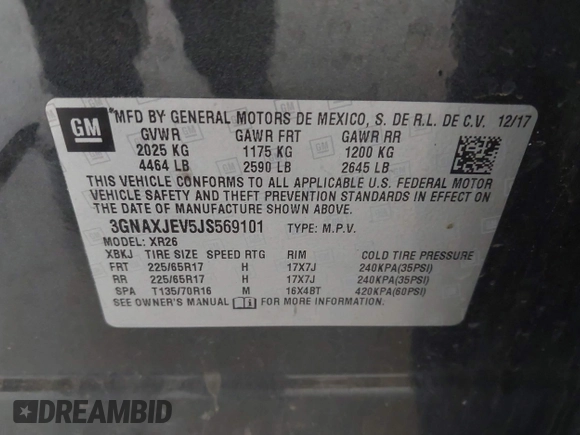 GM
MFD BY GENERAL MOTORS DE MEXICO, S. DE R.L. DE C.V. 12/17
GVWR GAWR FRT GAWR RR
2025 KG 1175 KG 1200 KG
4464 LB 2590 LB 2645 LB
THIS VEHICLE CONFORMS TO ALL APPLICABLE U.S. FEDERAL MOTOR
VEHICLE SAFETY AND THEFT PREVENTION STANDARDS IN EFFECT ON
THE DATE OF MANUFACTURE SHOWN ABOVE.
3GNAXJEV5JS569101 TYPE: M.P.V.
MODEL: XR26
XBKJ TIRE SIZE SPEED RTG RIM COLD TIRE PRESSURE
FRT 225/65R17 H 17X7J 240KPA(35PSI)
RR 225/65R17 H 17X7J 240KPA(35PSI)
SPA T135/70R16 M 16X4BT 420KPA(60PSI)
SEE OWNER'S MANUAL FOR MORE INFORMATION
DREAMBID